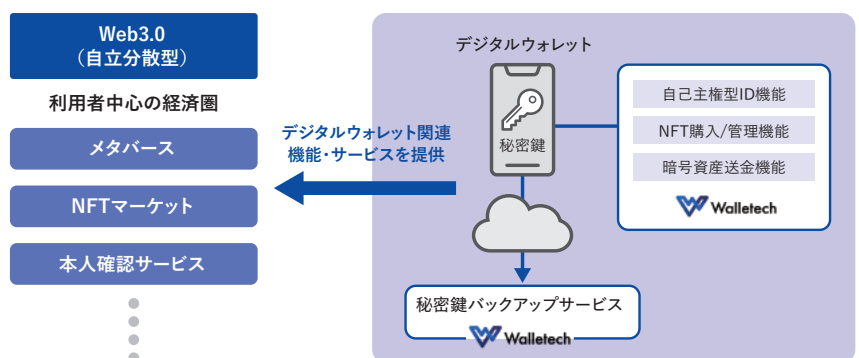 Web3.0
（自立分散型）
利用者中心の経済圏
メタバース
NFTマーケット
本人確認サービス
デジタルウォレット関連
機能・サービスを提供
デジタルウォレット
秘密鍵
自己主権型ID機能
NFT購入/管理機能
暗号資産送金機能
Walletech
秘密鍵バックアップサービス
Walletech